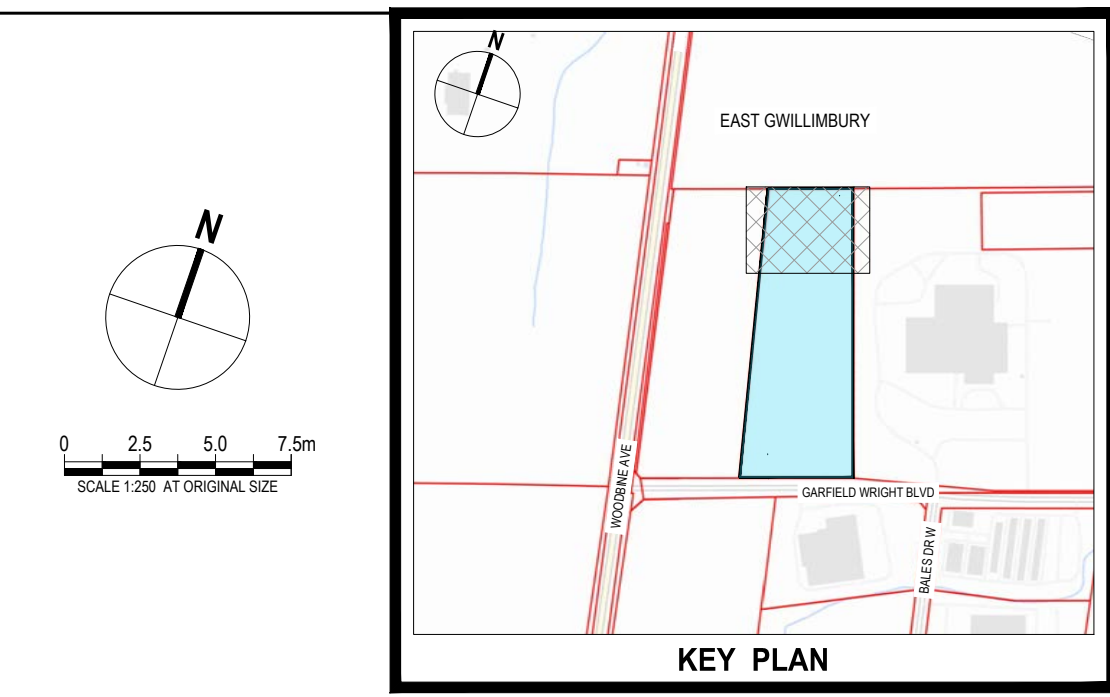 N
0 2.5 5.0 7.5m
SCALE 1:250 AT ORIGINAL SIZE
N
EAST GWILLIMBURY
WOODBINE AVE
GARFIELD WRIGHT BLVD
BALES DR W
KEY PLAN